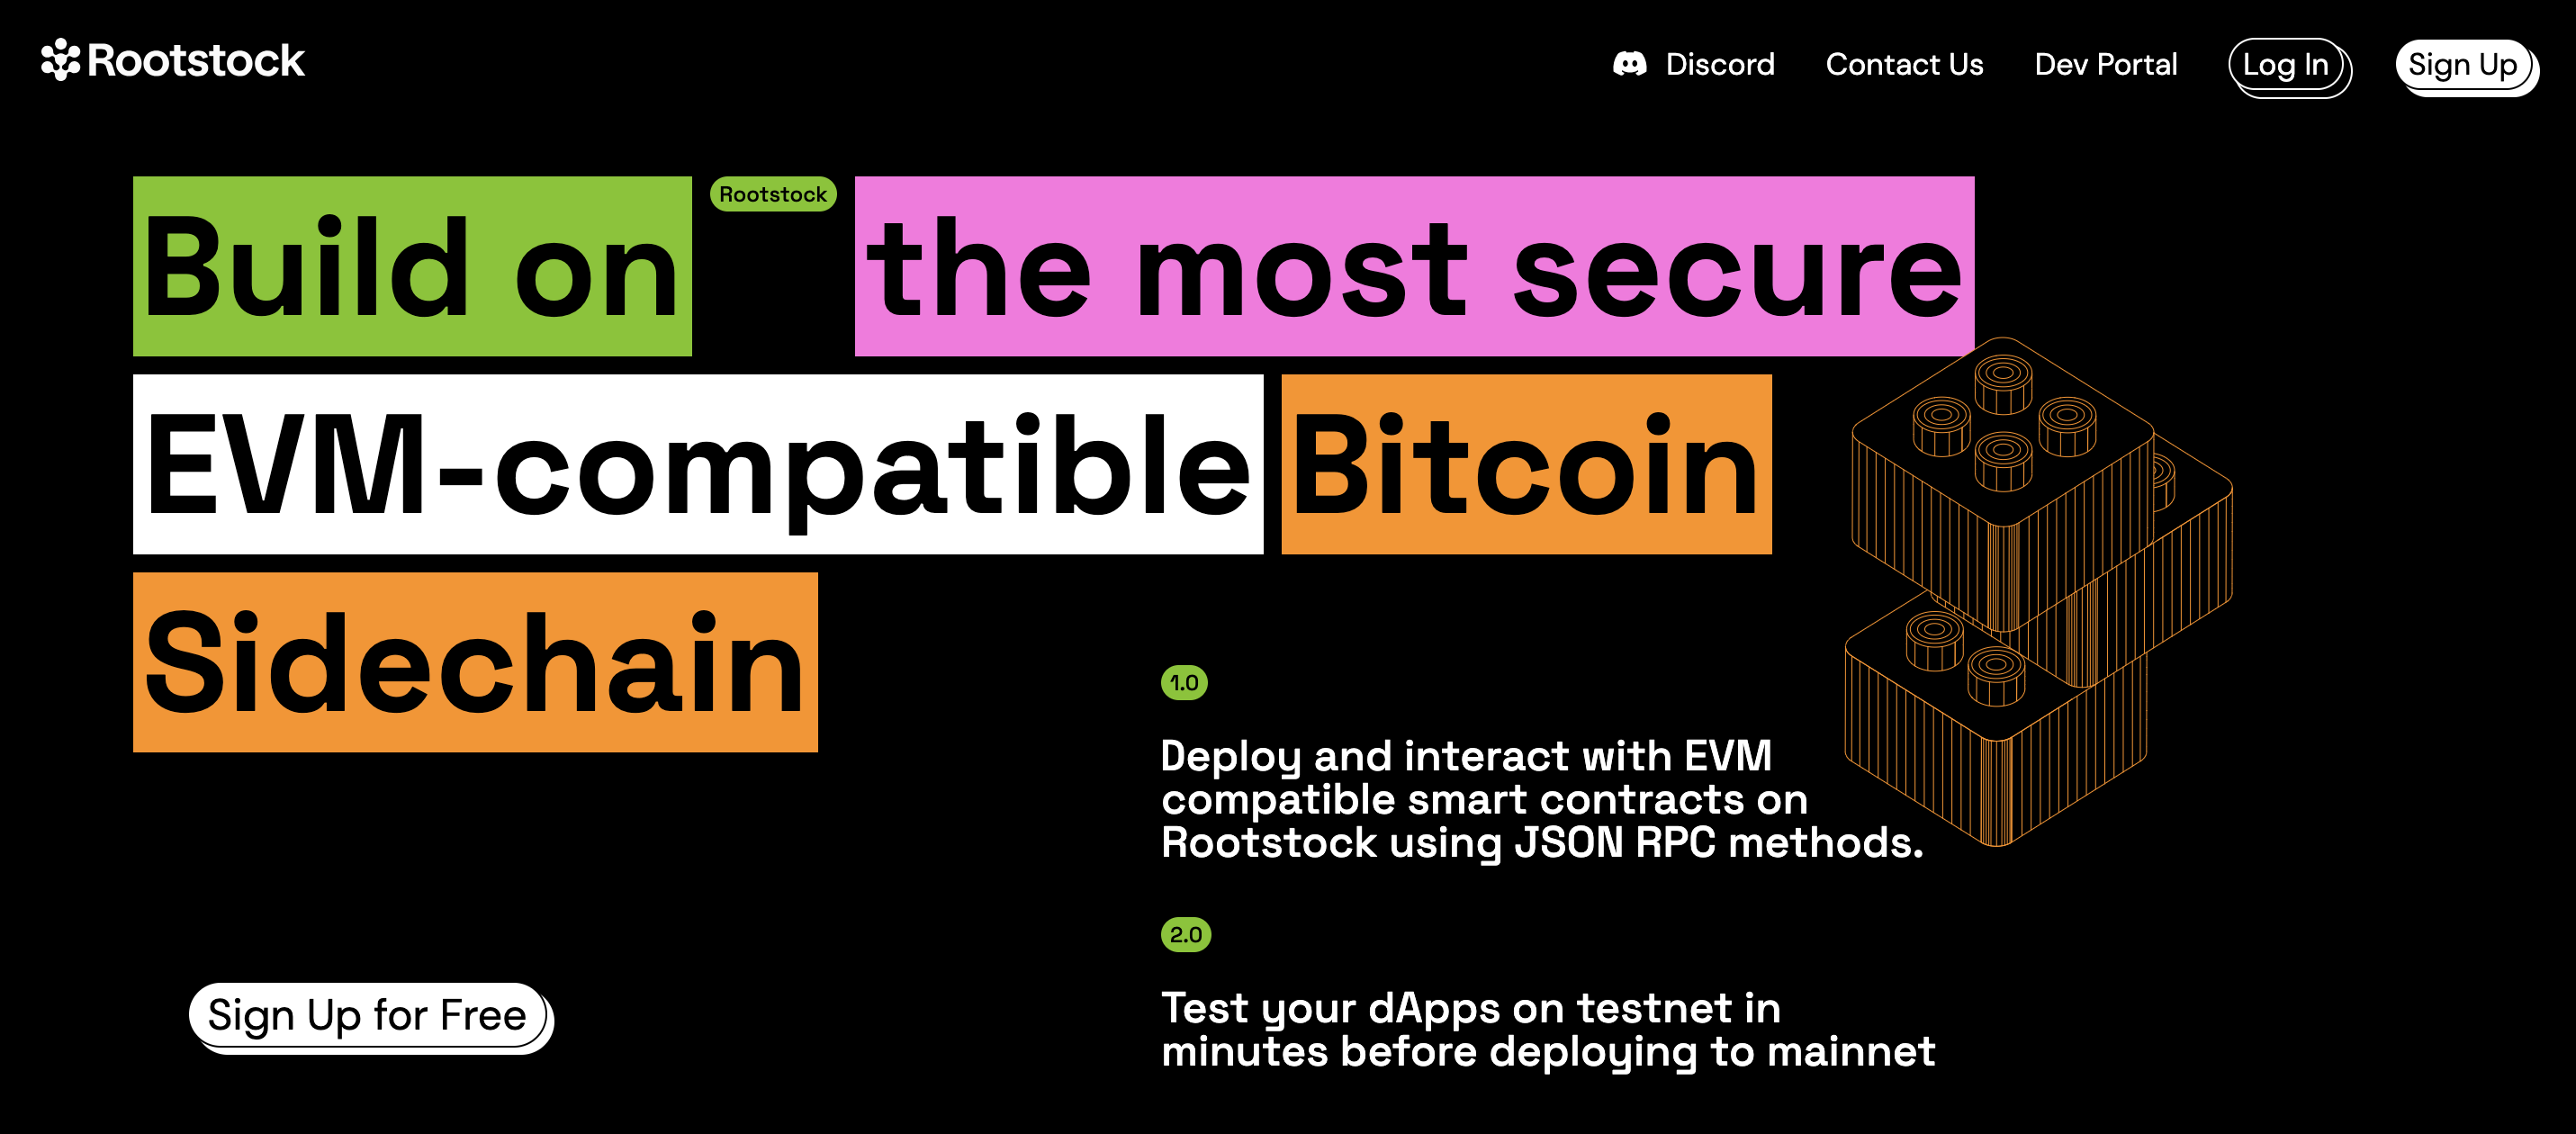 Rootstock
Discord Contact Us Dev Portal Log In Sign Up
Build on Rootstock the most secure
EVM-compatible Bitcoin
Sidechain
1.0
Deploy and interact with EVM
compatible smart contracts on
Rootstock using JSON RPC methods.
2.0
Test your dApps on testnet in
minutes before deploying to mainnet
Sign Up for Free